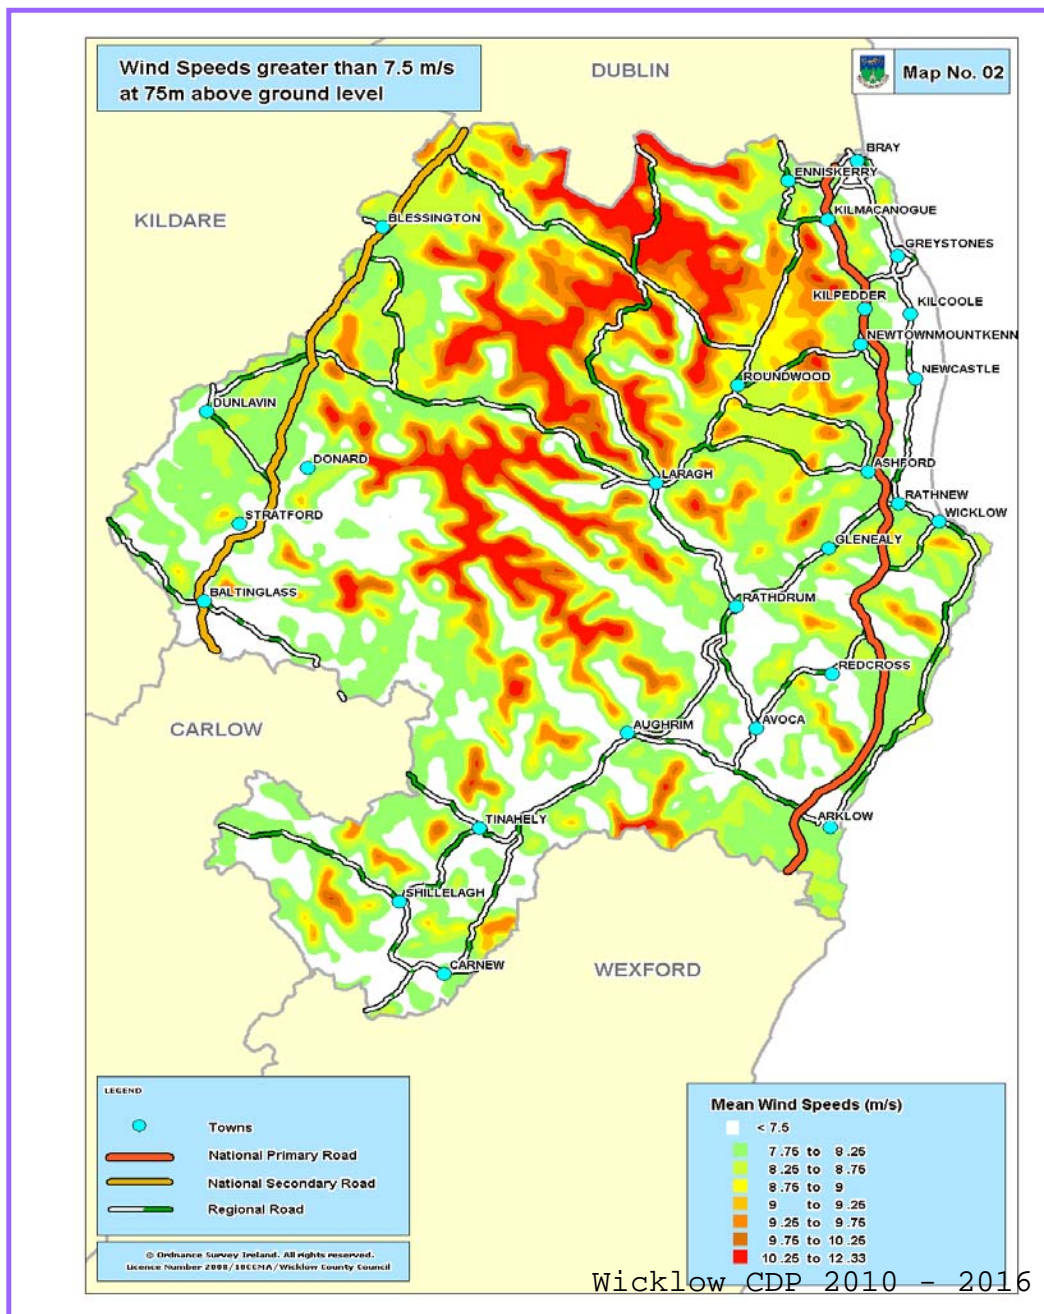 Wind Speeds greater than 7.5 m/s
at 75m above ground level
DUBLIN
Map No. 02
BRAY
ENNISKERRY
KILDARE
BLESSINGTON
KILMACANOGUE
GREYSTONES
KILPEDDER
KILCOOLE
NEWTOWNMOUNTKENN
NEWCASTLE
ROUNDWOOD
DUNLAVIN
DONARD
LARAGH
ASHFORD
RATHNEW
WICKLOW
STRATFORD
GLENEALY
BALTINGLASS
RATHDRUM
REDCROSS
CARLOW
AUGHRIM
AVOCA
TINAHELY
ARKLOW
SHILLELAGH
CARNEW
WEXFORD
LEGEND
Towns
National Primary Road
National Secondary Road
Regional Road
© Ordnance Survey Ireland. All rights reserved.
Licence Number 2008/10CCMA/Wicklow County Council
Mean Wind Speeds (m/s)
< 7.5
7.75 to 8.25
8.25 to 8.75
8.75 to 9
9 to 9.25
9.25 to 9.75
9.75 to 10.25
10.25 to 12.33
Wicklow CDP 2010 - 2016